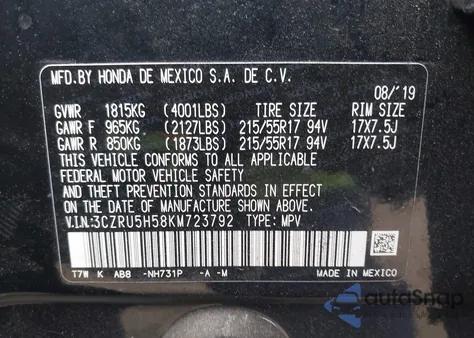 MFD.BY HONDA DE MEXICO S.A. DE C.V.
08/'19
GVWR 1815KG (4001LBS) TIRE SIZE RIM SIZE
GAWR F 965KG (2127LBS) 215/55R17 94V 17X7.5J
GAWR R 850KG (1873LBS) 215/55R17 94V 17X7.5J
THIS VEHICLE CONFORMS TO ALL APPLICABLE
FEDERAL MOTOR VEHICLE SAFETY
AND THEFT PREVENTION STANDARDS IN EFFECT
ON THE DATE OF MANUFACTURE SHOWN ABOVE.
V.I.N:3CZRU5H58KM723792 TYPE: MPV
T7W K AB8 -NH731P -A -M MADE IN MEXICO
autoSnap